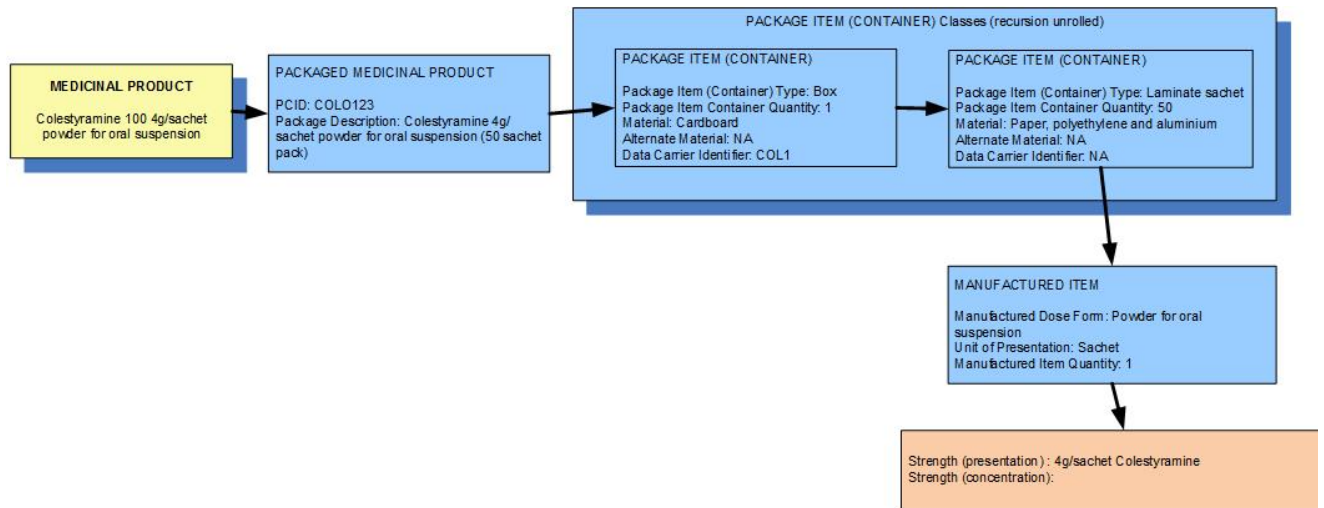 PACKAGE ITEM (CONTAINER) Classes (recursion unrolled)
MEDICINAL PRODUCT
Colestyramine 100 4g/sachet
powder for oral suspension
PACKAGED MEDICINAL PRODUCT
PCID: COLO123
Package Description: Colestyramine 4g/
sachet powder for oral suspension (50 sachet
pack)
PACKAGE ITEM (CONTAINER)
Package Item (Container) Type: Box
Package Item Container Quantity: 1
Material: Cardboard
Alternate Material: NA
Data Carrier Identifier: COL1
PACKAGE ITEM (CONTAINER)
Package Item (Container) Type: Laminate sachet
Package Item Container Quantity: 50
Material: Paper, polyethylene and aluminium
Alternate Material: NA
Data Carrier Identifier: NA
MANUFACTURED ITEM
Manufactured Dose Form: Powder for oral
suspension
Unit of Presentation: Sachet
Manufactured Item Quantity: 1
Strength (presentation) : 4g/sachet Colestyramine
Strength (concentration):